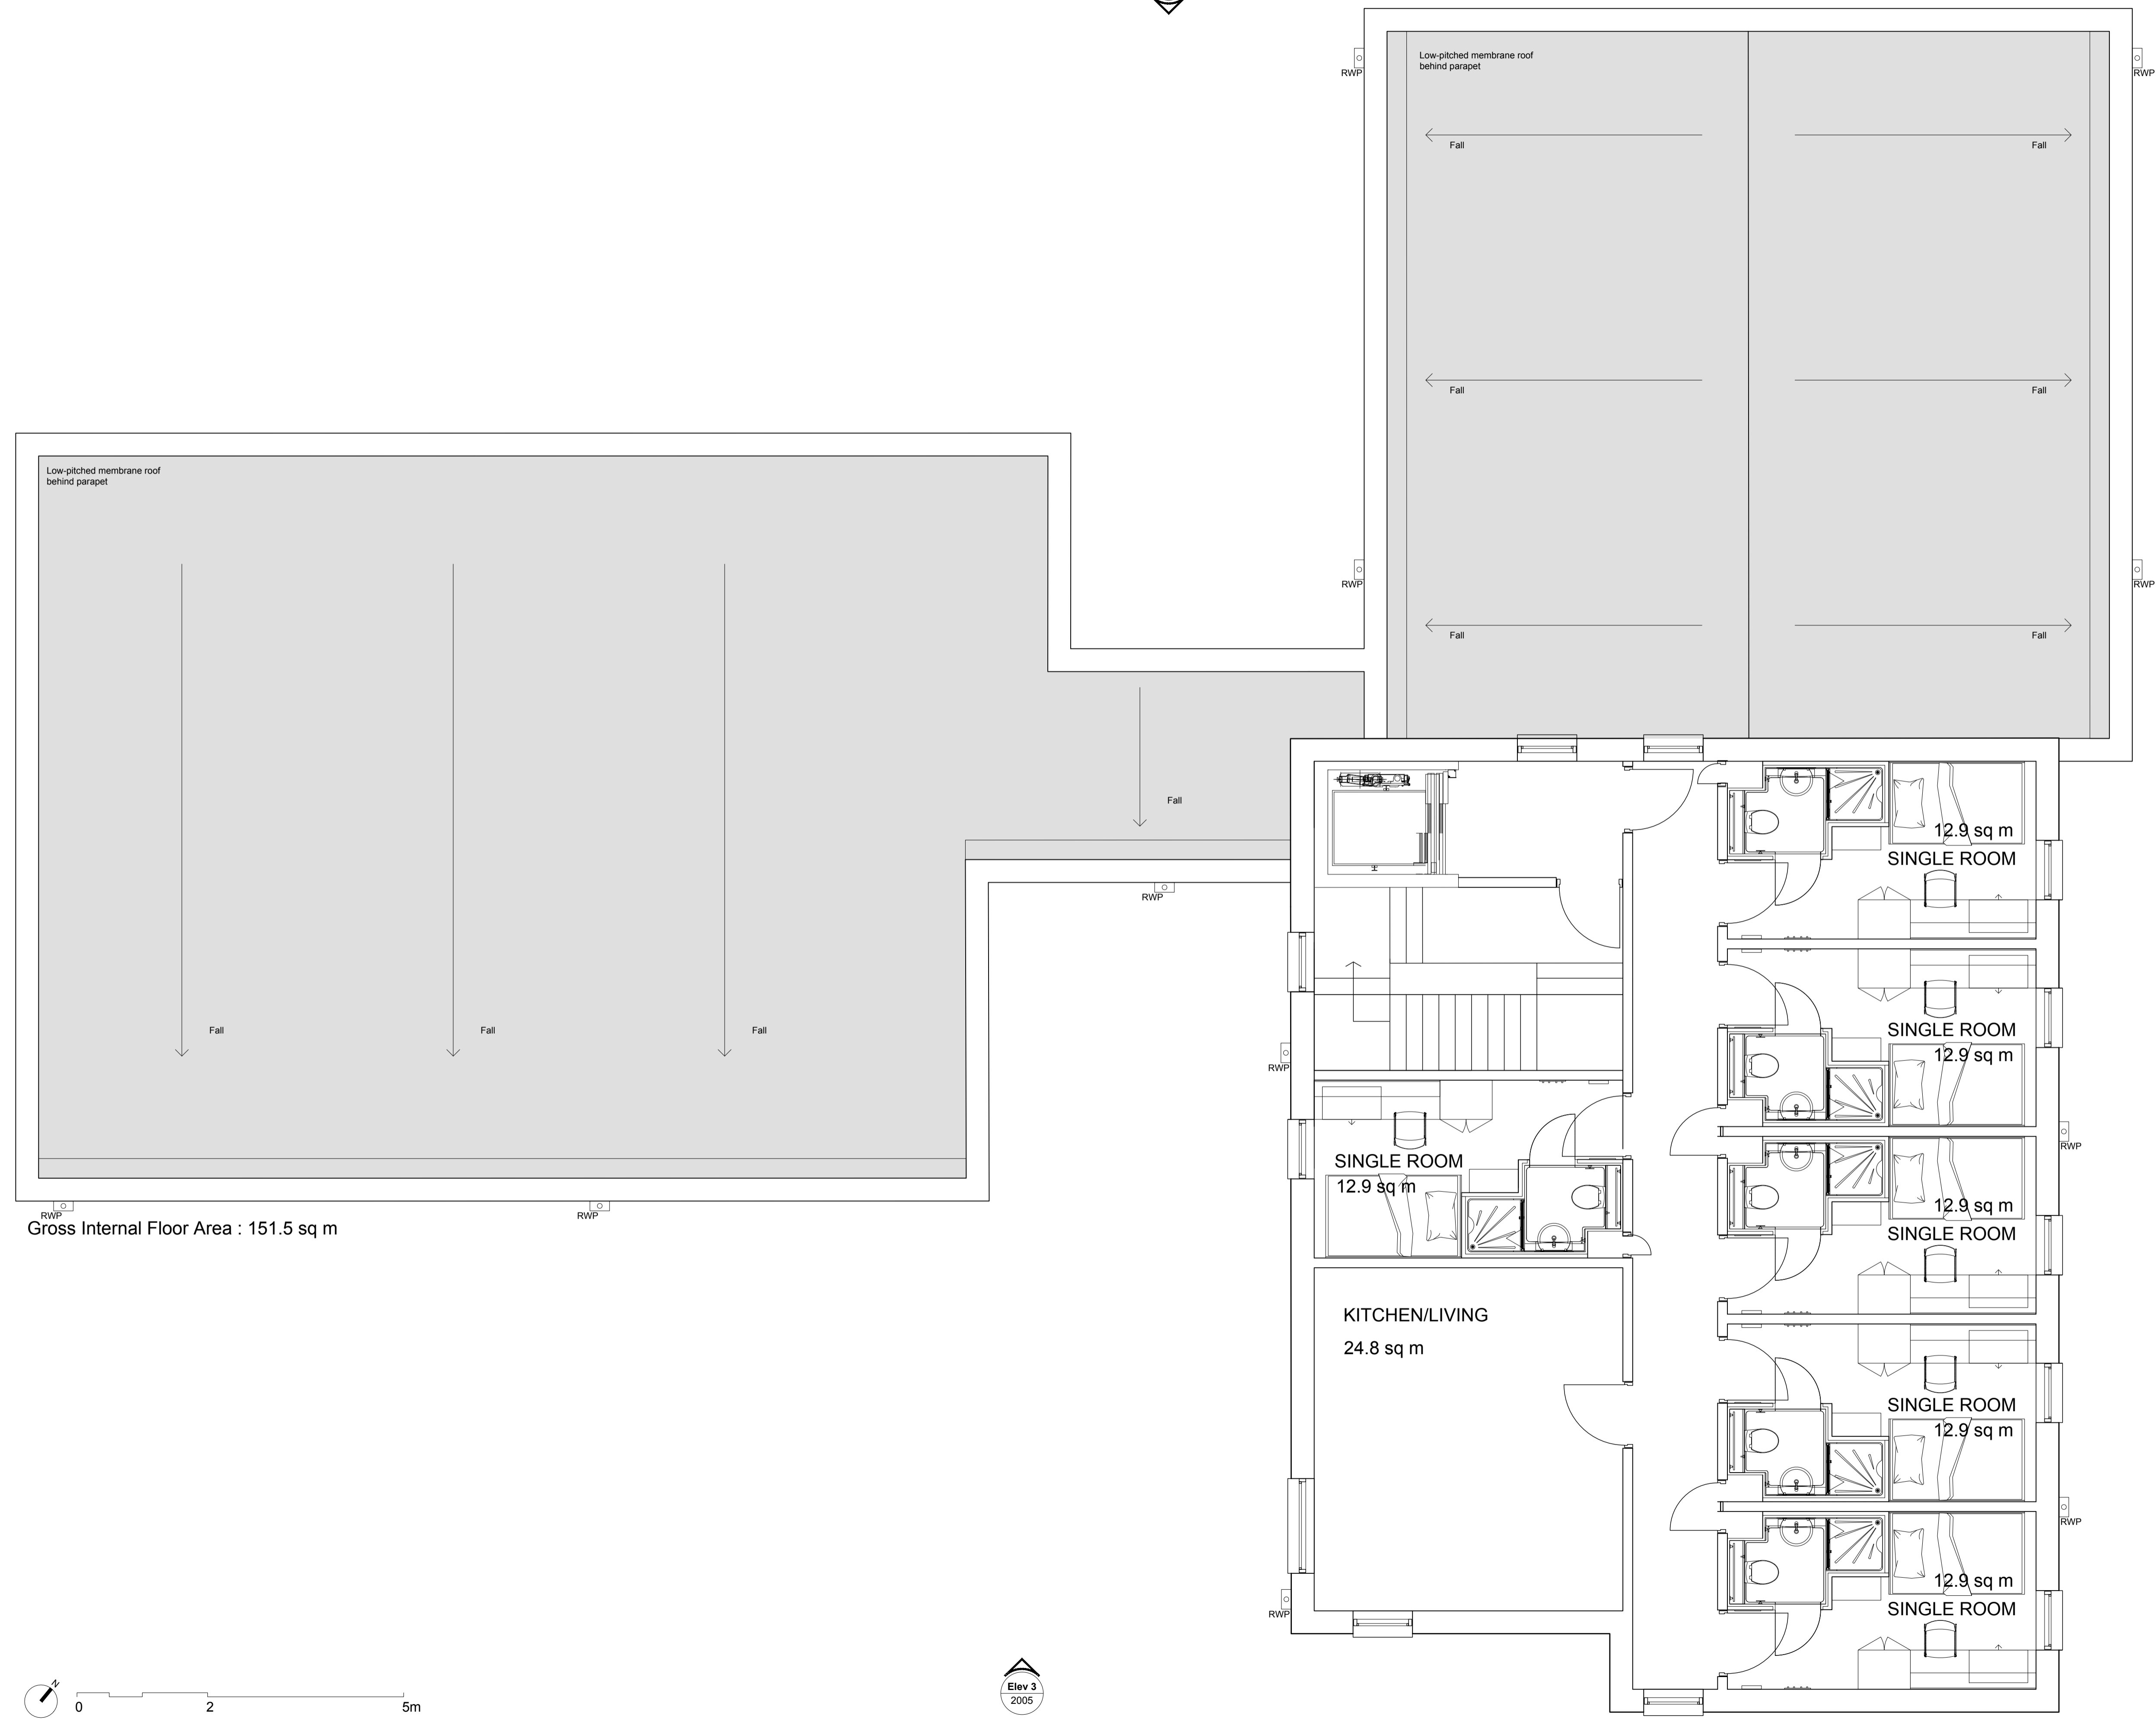 Low-pitched membrane roof
behind parapet
RWP
RWP
Fall
Fall
Fall
Fall
Low-pitched membrane roof
behind parapet
RWP
RWP
Fall
Fall
Fall
RWP
12.9 sq m
SINGLE ROOM
Fall
Fall
Fall
SINGLE ROOM
12.9 sq m
RWP
RWP
SINGLE ROOM
12.9 sq m
12.9 sq m
SINGLE ROOM
RWP
RWP
Gross Internal Floor Area : 151.5 sq m
KITCHEN/LIVING
24.8 sq m
SINGLE ROOM
12.9 sq m
RWP
12.9 sq m
SINGLE ROOM
RWP
N
0
2
5m
Elev 3
2005